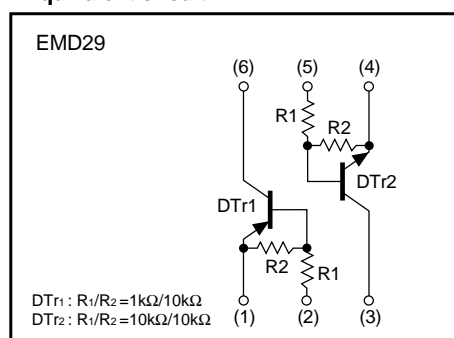 EMD29
(6) (5) (4)
R1
R2
DTr2
DTr1
R2
R1
DTr1 : R1/R2 =1kΩ/10kΩ
DTr2 : R1/R2 =10kΩ/10kΩ
(1) (2) (3)